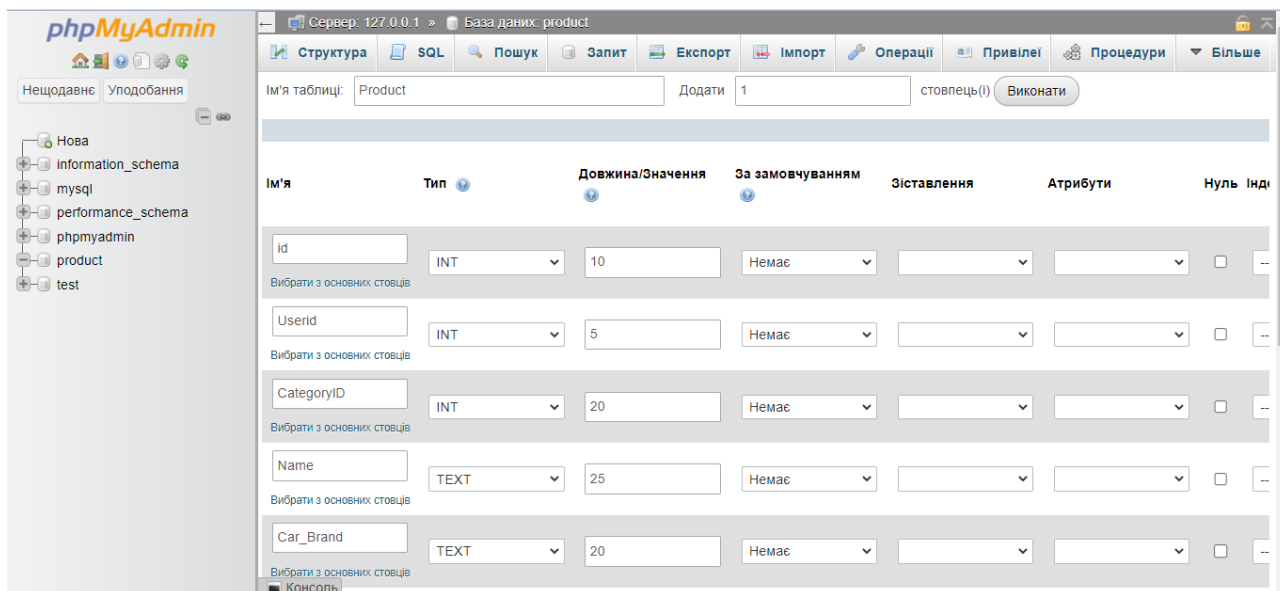 phpMyAdmin
Нещодавнє Уподобання
Нова
information_schema
mysql
performance_schema
phpmyadmin
product
test
Сервер: 127.0.0.1 » База даних: product
Структура SQL Пошук Запит Експорт Імпорт Операції Привілеї Процедури Більше
Ім'я таблиці: Product Додати 1 стовпець(і) Виконати
Ім'я Тип Довжина/Значення За замовчуванням Зіставлення Атрибути Нуль Інде
id INT 10 Немає --
Вибрати з основних стовців
Userid INT 5 Немає --
Вибрати з основних стовців
CategoryID INT 20 Немає --
Вибрати з основних стовців
Name TEXT 25 Немає --
Вибрати з основних стовців
Car_Brand TEXT 20 Немає --
Вибрати з основних стовців
Консоль